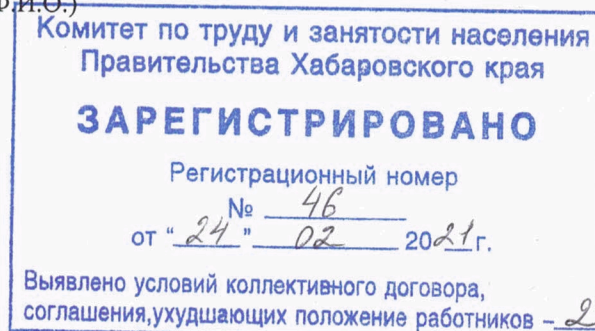 Ф.И.О.)
Комитет по труду и занятости населения
Правительства Хабаровского края
ЗАРЕГИСТРИРОВАНО
Регистрационный номер
№ 46
от "24" 02 2021 г.
Выявлено условий коллективного договора,
соглашения,ухудшающих положение работников – 2